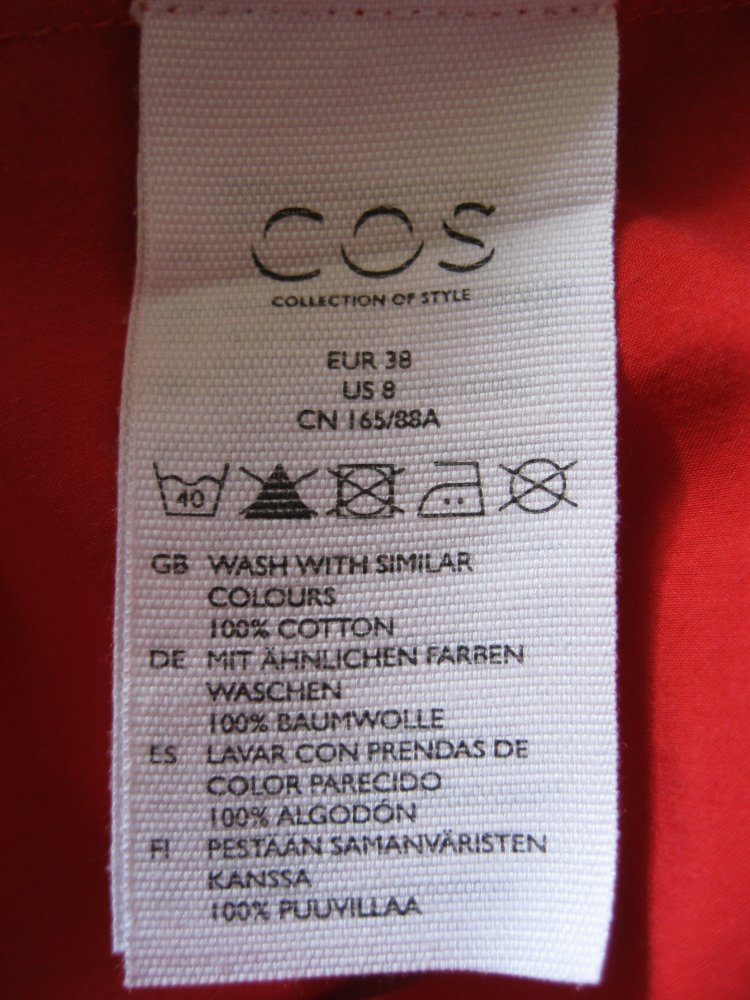 COS
COLLECTION OF STYLE
EUR 38
US 8
CN 165/88A
40
GB WASH WITH SIMILAR
COLOURS
100% COTTON
DE MIT ÄHNLICHEN FARBEN
WASCHEN
100% BAUMWOLLE
ES LAVAR CON PRENDAS DE
COLOR PARECIDO
100% ALGODÓN
FI PESTÄÄN SAMANVÄRISTEN
KANSSA
100% PUUVILLAA